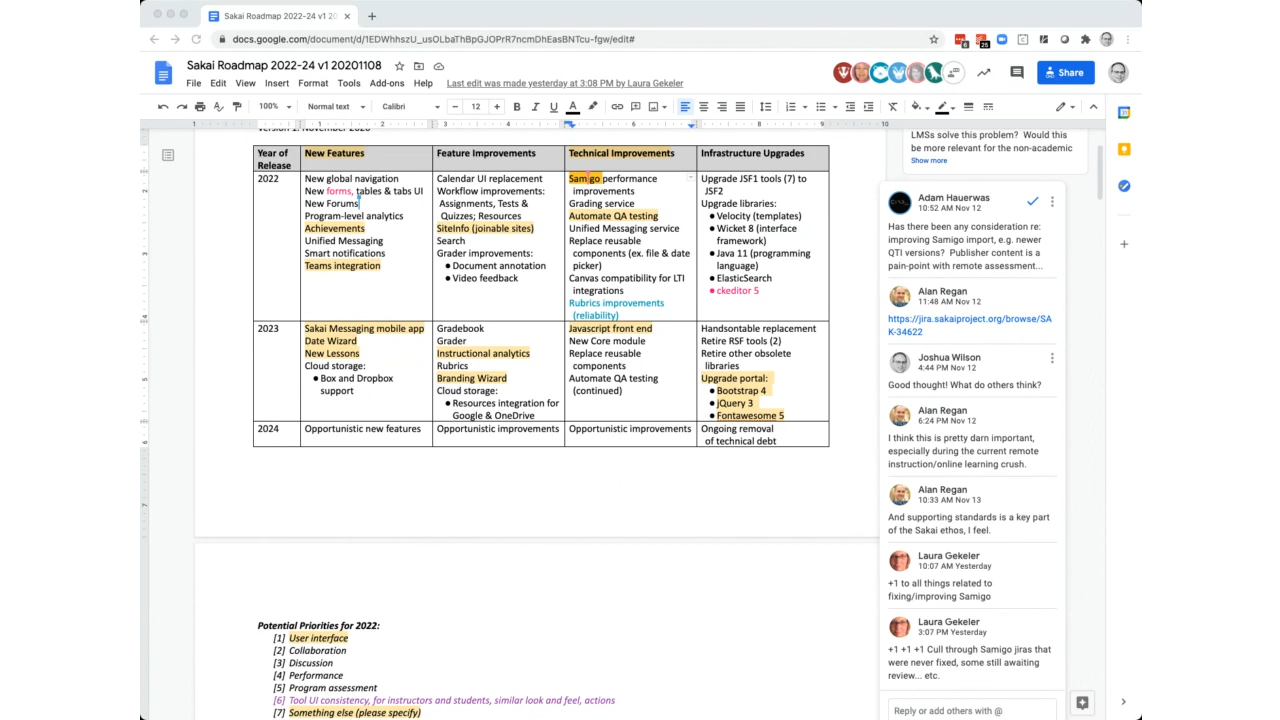 Sakai Roadmap 2022-24 v1 20
docs.google.com/document/d/1EDWhhszU_usOLbaThBpGJOPrR7ncmDhEasBNTcu-fgw/edit#
6
25
Sakai Roadmap 2022-24 v1 20201108
File Edit View Insert Format Tools Add-ons Help Last edit was made yesterday at 3:08 PM by Laura Gekeler
Share
100% Normal text Calibri 12
1 1 2 3 4 5 6 7 8 9 10
Version 1: November 2020
Year of Release
New Features
Feature Improvements
Technical Improvements
Infrastructure Upgrades
2022
New global navigation
New forms, tables & tabs UI
New Forums
Program-level analytics
Achievements
Unified Messaging
Smart notifications
Teams integration
Calendar UI replacement
Workflow improvements:
Assignments, Tests &
Quizzes; Resources
SiteInfo (joinable sites)
Search
Grader improvements:
● Document annotation
● Video feedback
Samigo performance
improvements
Grading service
Automate QA testing
Unified Messaging service
Replace reusable
components (ex. file & date
picker)
Canvas compatibility for LTI
integrations
Rubrics improvements
(reliability)
Upgrade JSF1 tools (7) to
JSF2
Upgrade libraries:
● Velocity (templates)
● Wicket 8 (interface
framework)
● Java 11 (programming
language)
● ElasticSearch
● ckeditor 5
2023
Sakai Messaging mobile app
Date Wizard
New Lessons
Cloud storage:
● Box and Dropbox
support
Gradebook
Grader
Instructional analytics
Rubrics
Branding Wizard
Cloud storage:
● Resources integration for
Google & OneDrive
Javascript front end
New Core module
Replace reusable
components
Automate QA testing
(continued)
Handsontable replacement
Retire RSF tools (2)
Retire other obsolete
libraries
Upgrade portal:
● Bootstrap 4
● jQuery 3
● Fontawesome 5
2024
Opportunistic new features
Opportunistic improvements
Opportunistic improvements
Ongoing removal
of technical debt
Potential Priorities for 2022:
[1] User interface
[2] Collaboration
[3] Discussion
[4] Performance
[5] Program assessment
[6] Tool UI consistency, for instructors and students, similar look and feel, actions
[7] Something else (please specify)
LMSs solve this problem? Would this
be more relevant for the non-academic
Show more
Adam Hauerwas
10:52 AM Nov 12
Has there been any consideration re:
improving Samigo import, e.g. newer
QTI versions? Publisher content is a
pain-point with remote assessment...
Alan Regan
11:48 AM Nov 12
https://jira.sakaiproject.org/browse/SA
K-34622
Joshua Wilson
4:44 PM Nov 12
Good thought! What do others think?
Alan Regan
6:24 PM Nov 12
I think this is pretty darn important,
especially during the current remote
instruction/online learning crush.
Alan Regan
10:33 AM Nov 13
And supporting standards is a key part
of the Sakai ethos, I feel.
Laura Gekeler
10:07 AM Yesterday
+1 to all things related to
fixing/improving Samigo
Laura Gekeler
3:07 PM Yesterday
+1 +1 +1 Cull through Samigo jiras that
were never fixed, some still awaiting
review... etc.
Reply or add others with @